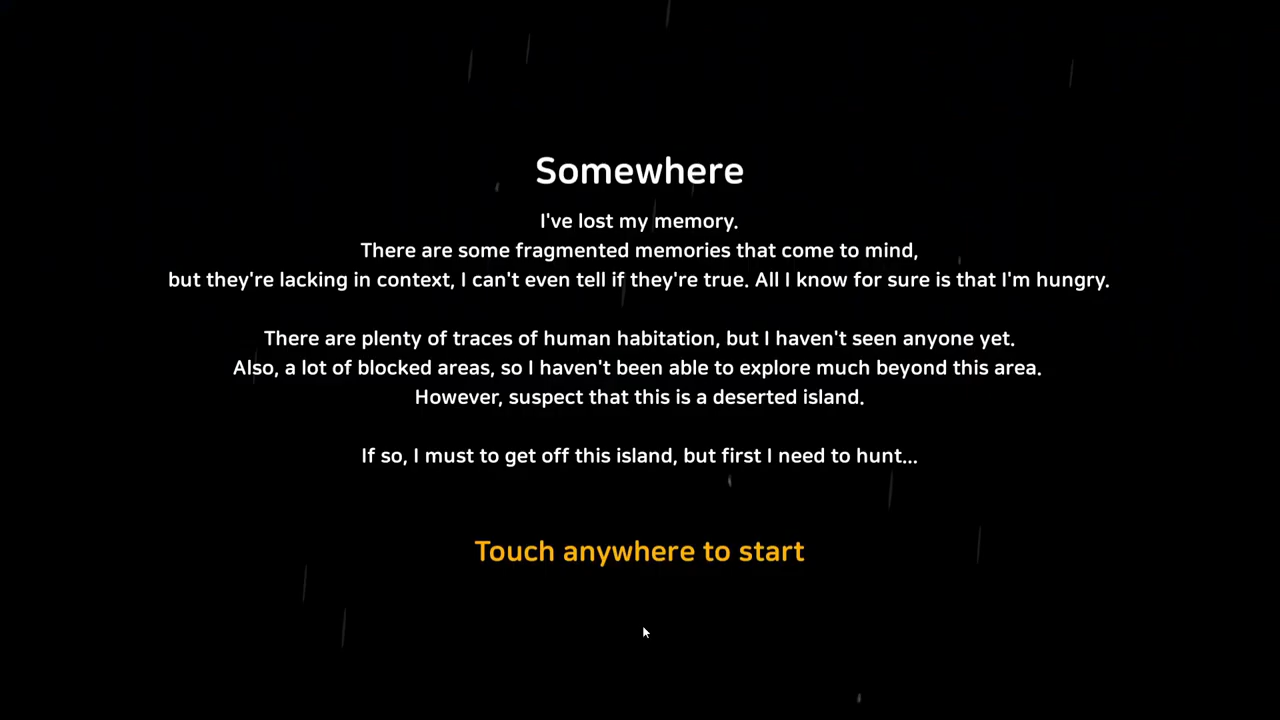 Somewhere
I've lost my memory.
There are some fragmented memories that come to mind,
but they're lacking in context, I can't even tell if they're true. All I know for sure is that I'm hungry.
There are plenty of traces of human habitation, but I haven't seen anyone yet.
Also, a lot of blocked areas, so I haven't been able to explore much beyond this area.
However, suspect that this is a deserted island.
If so, I must to get off this island, but first I need to hunt...
Touch anywhere to start